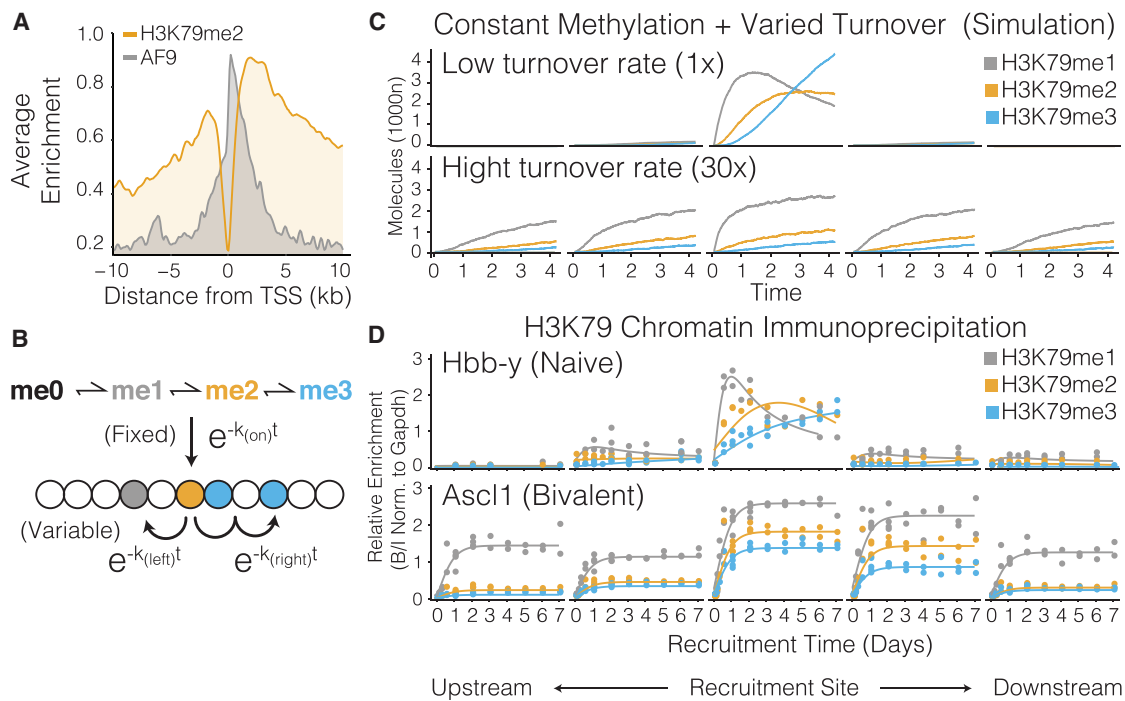 A
H3K79me2
AF9
Average
Enrichment
1.0
0.8
0.6
0.4
0.2
−10 −5 0 5 10
Distance from TSS (kb)
B
me0 me1 me2 me3
(Fixed) e-k(on)t
(Variable)
e-k(left)t e-k(right)t
C Constant Methylation + Varied Turnover (Simulation)
Low turnover rate (1x)
H3K79me1
H3K79me2
H3K79me3
Molecules (1000n)
4
3
2
1
0
Hight turnover rate (30x)
4
3
2
1
0
0 1 2 3 4 0 1 2 3 4 0 1 2 3 4 0 1 2 3 4 0 1 2 3 4
Time
D H3K79 Chromatin Immunoprecipitation
Hbb-y (Naive)
H3K79me1
H3K79me2
H3K79me3
Relative Enrichment
(B/I Norm. to Gapdh)
3
2
1
0
Ascl1 (Bivalent)
3
2
1
0
0 1 2 3 4 5 6 7 0 1 2 3 4 5 6 7 0 1 2 3 4 5 6 7 0 1 2 3 4 5 6 7 0 1 2 3 4 5 6 7
Recruitment Time (Days)
Upstream Recruitment Site Downstream